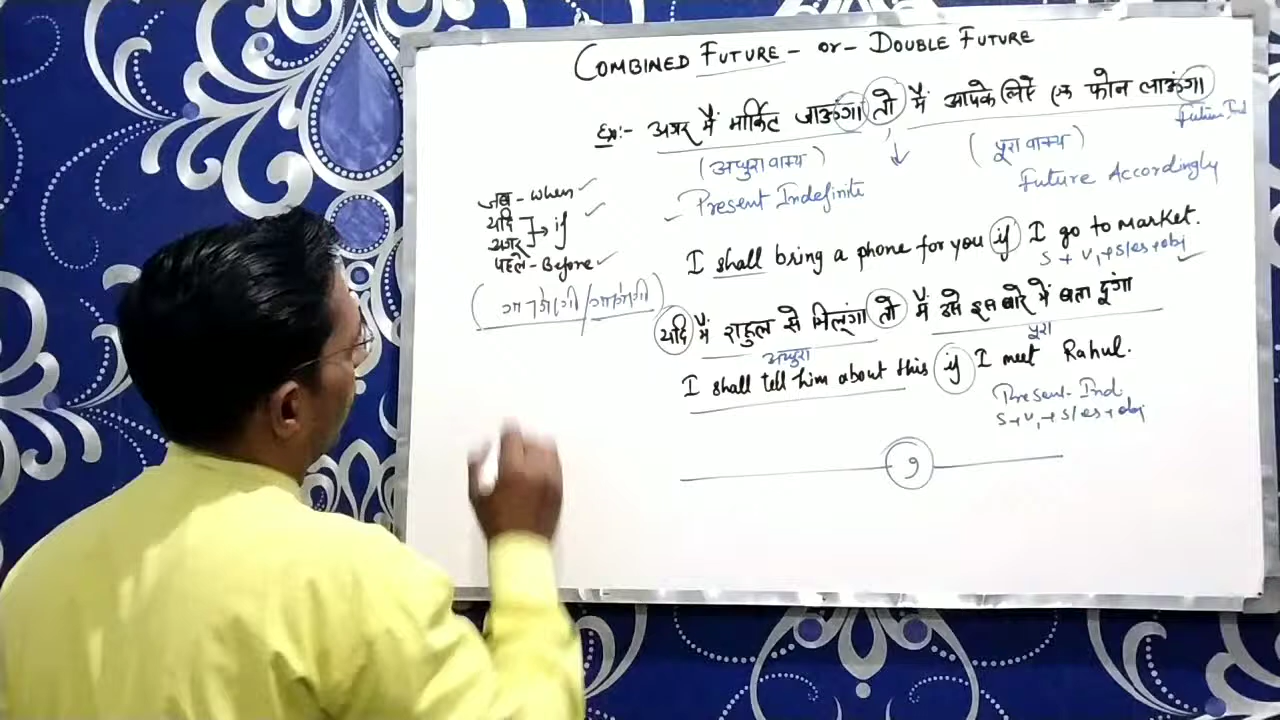 COMBINED FUTURE - or - DOUBLE FUTURE
Ex:- अगर मैं मार्किट जाऊंगा तो मैं आपके लिए एक फोन लाऊंगा
Future Ind
(अधुरा वाक्य) (पूरा वाक्य)
Present Indefinite Future Accordingly
जब - when
यदि
अगर ] → if
पहले - Before
I shall bring a phone for you if I go to market.
S + V₁ + s/es + obj
यदि मैं राहुल से मिलूंगा तो मैं उसे इस बारे में बता दूंगा
अधुरा पूरा
I shall tell him about this if I meet Rahul.
Present - Ind
S + V₁ + s/es + obj